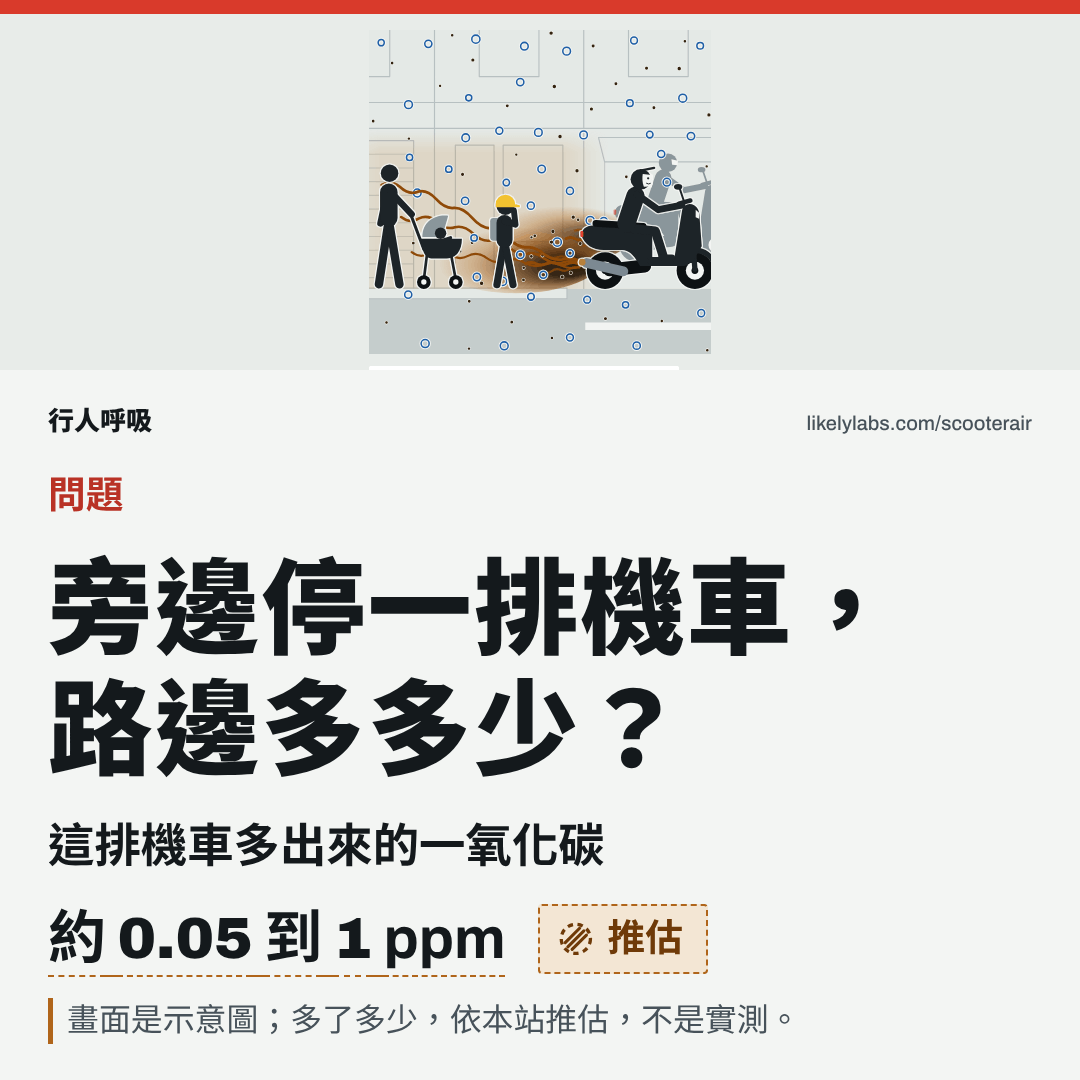 行人呼吸
likelylabs.com/scooterair
問題
旁邊停一排機車，
路邊多多少？
這排機車多出來的一氧化碳
約 0.05 到 1 ppm
推估
畫面是示意圖；多了多少，依本站推估，不是實測。